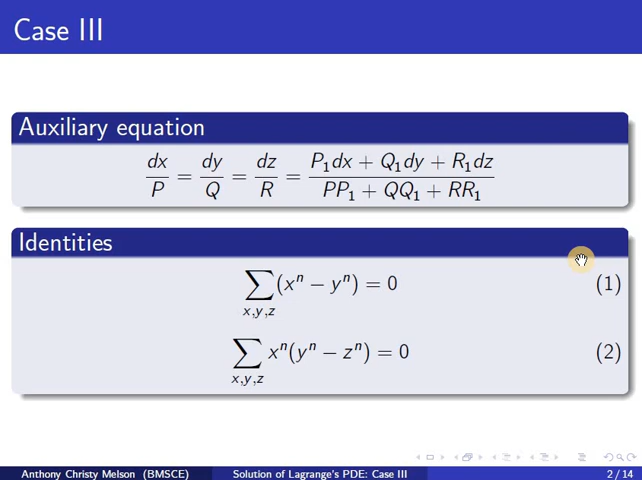 Case III
Auxiliary equation
dx/P = dy/Q = dz/R = (P₁dx + Q₁dy + R₁dz)/(PP₁ + QQ₁ + RR₁)
Identities
∑_{x,y,z} (xⁿ − yⁿ) = 0 (1)
∑_{x,y,z} xⁿ(yⁿ − zⁿ) = 0 (2)
Anthony Christy Melson (BMSCE) Solution of Lagrange's PDE: Case III 2 / 14